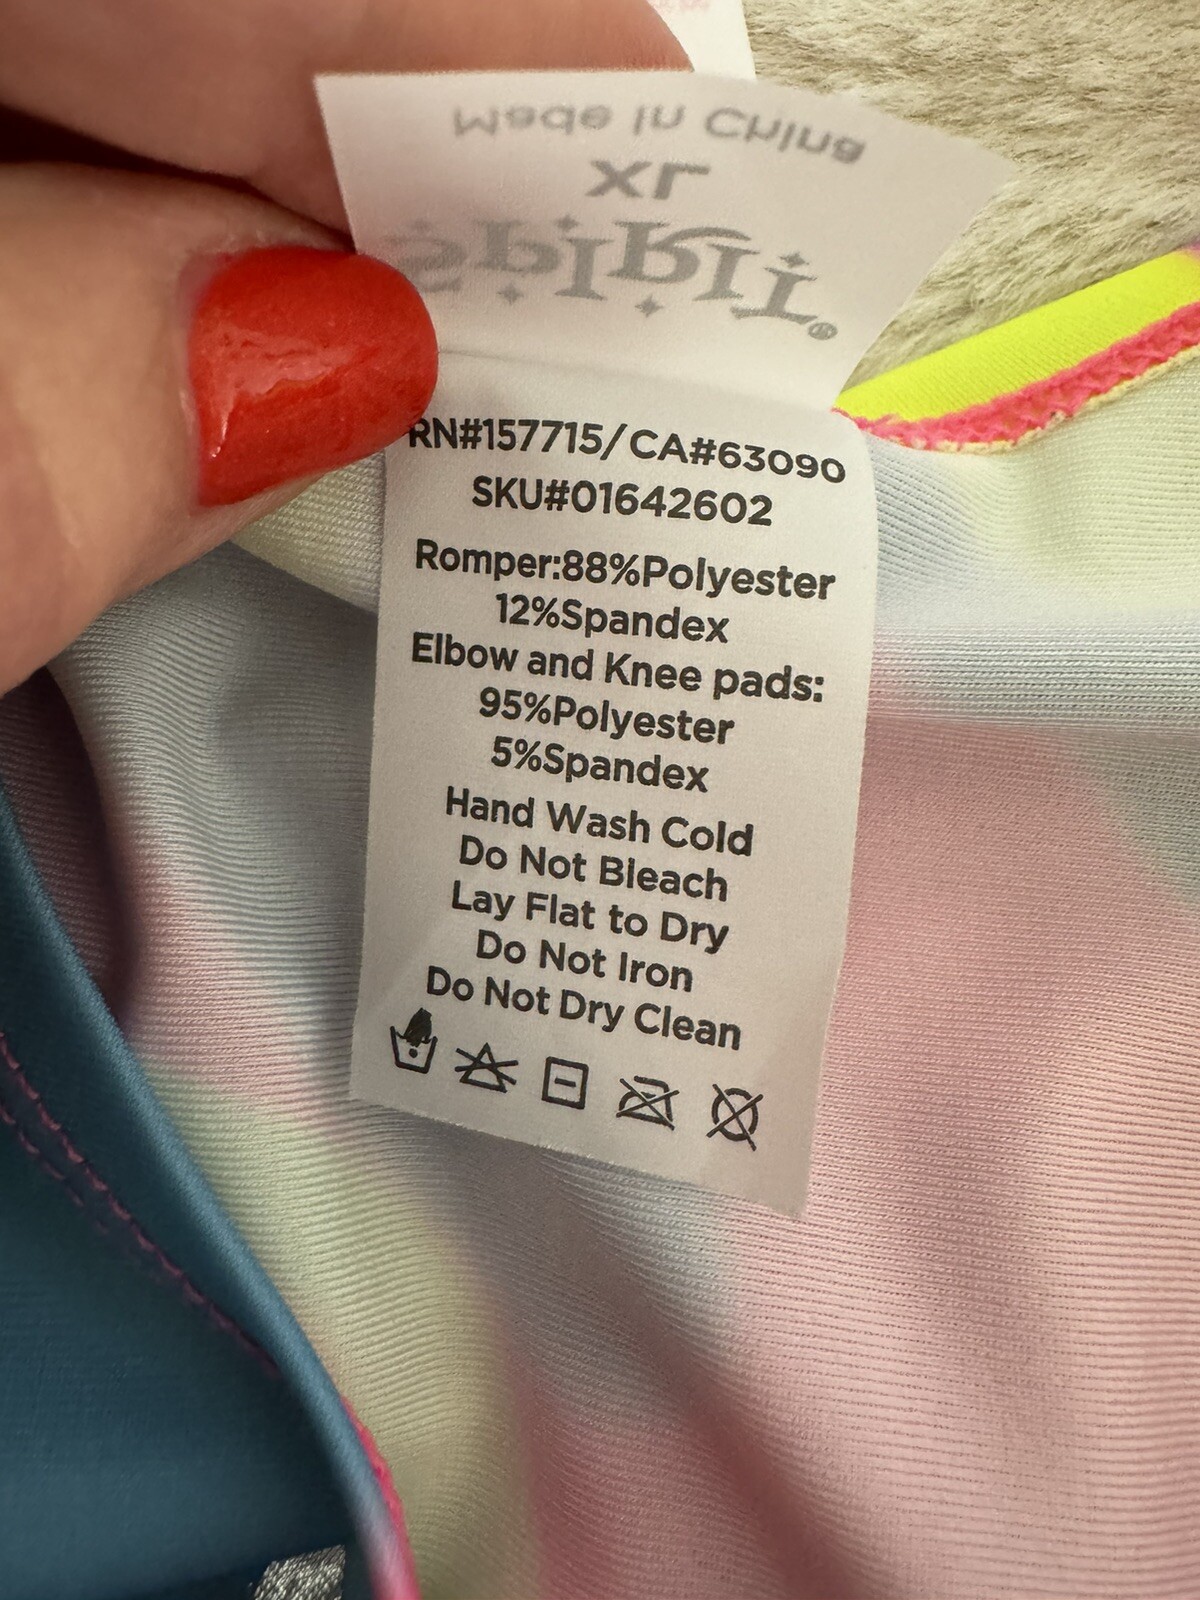 Made in China
XL
RN#157715/CA#63090
SKU#01642602
Romper:88%Polyester
12%Spandex
Elbow and Knee pads:
95%Polyester
5%Spandex
Hand Wash Cold
Do Not Bleach
Lay Flat to Dry
Do Not Iron
Do Not Dry Clean